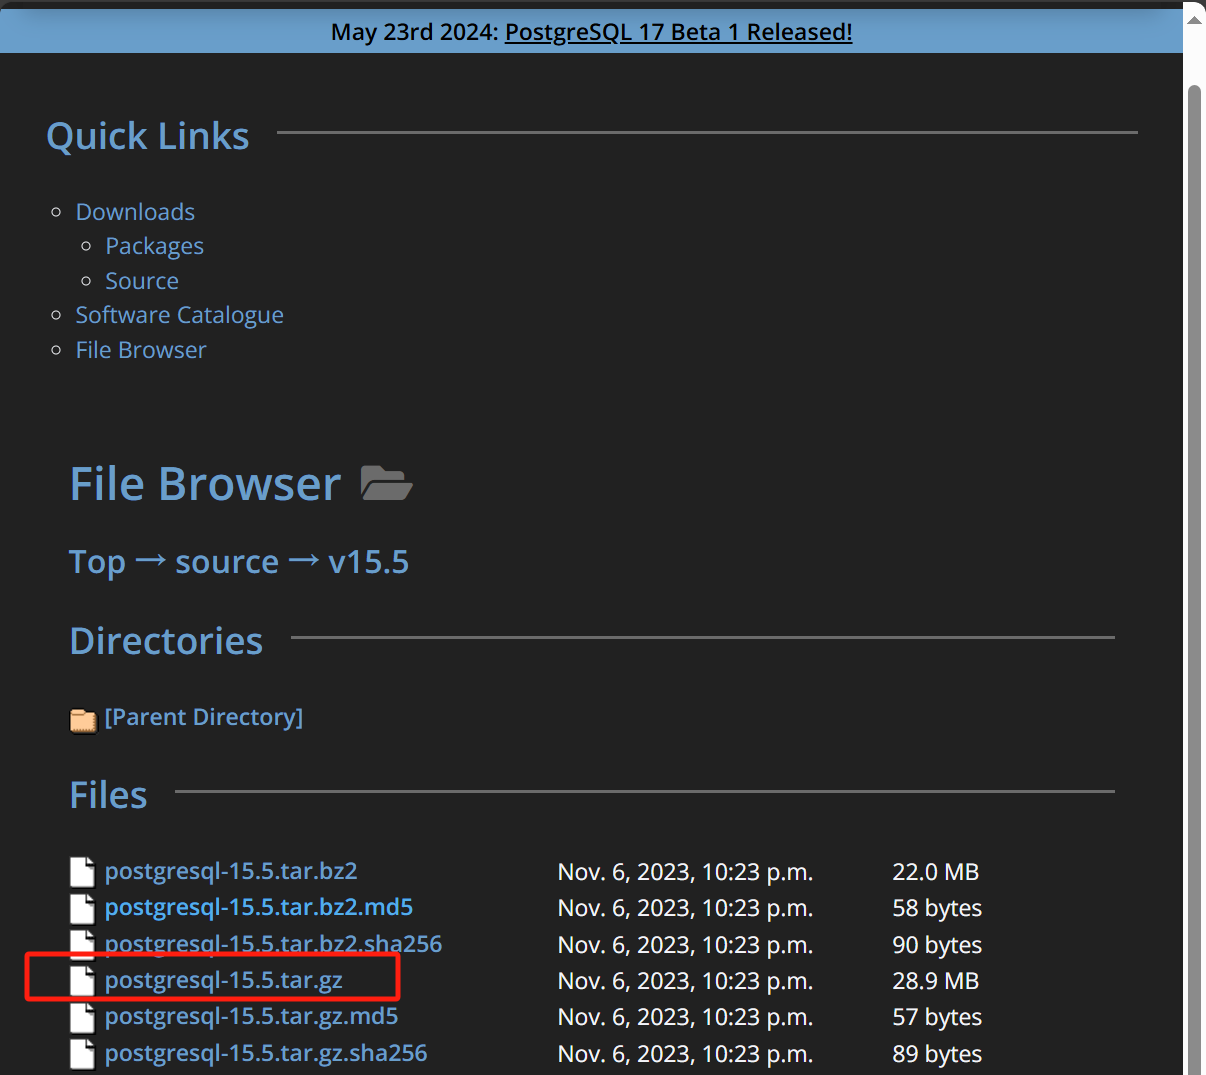 May 23rd 2024: PostgreSQL 17 Beta 1 Released!
Quick Links
Downloads
Packages
Source
Software Catalogue
File Browser
File Browser
Top → source → v15.5
Directories
[Parent Directory]
Files
postgresql-15.5.tar.bz2 Nov. 6, 2023, 10:23 p.m. 22.0 MB
postgresql-15.5.tar.bz2.md5 Nov. 6, 2023, 10:23 p.m. 58 bytes
postgresql-15.5.tar.bz2.sha256 Nov. 6, 2023, 10:23 p.m. 90 bytes
postgresql-15.5.tar.gz Nov. 6, 2023, 10:23 p.m. 28.9 MB
postgresql-15.5.tar.gz.md5 Nov. 6, 2023, 10:23 p.m. 57 bytes
postgresql-15.5.tar.gz.sha256 Nov. 6, 2023, 10:23 p.m. 89 bytes